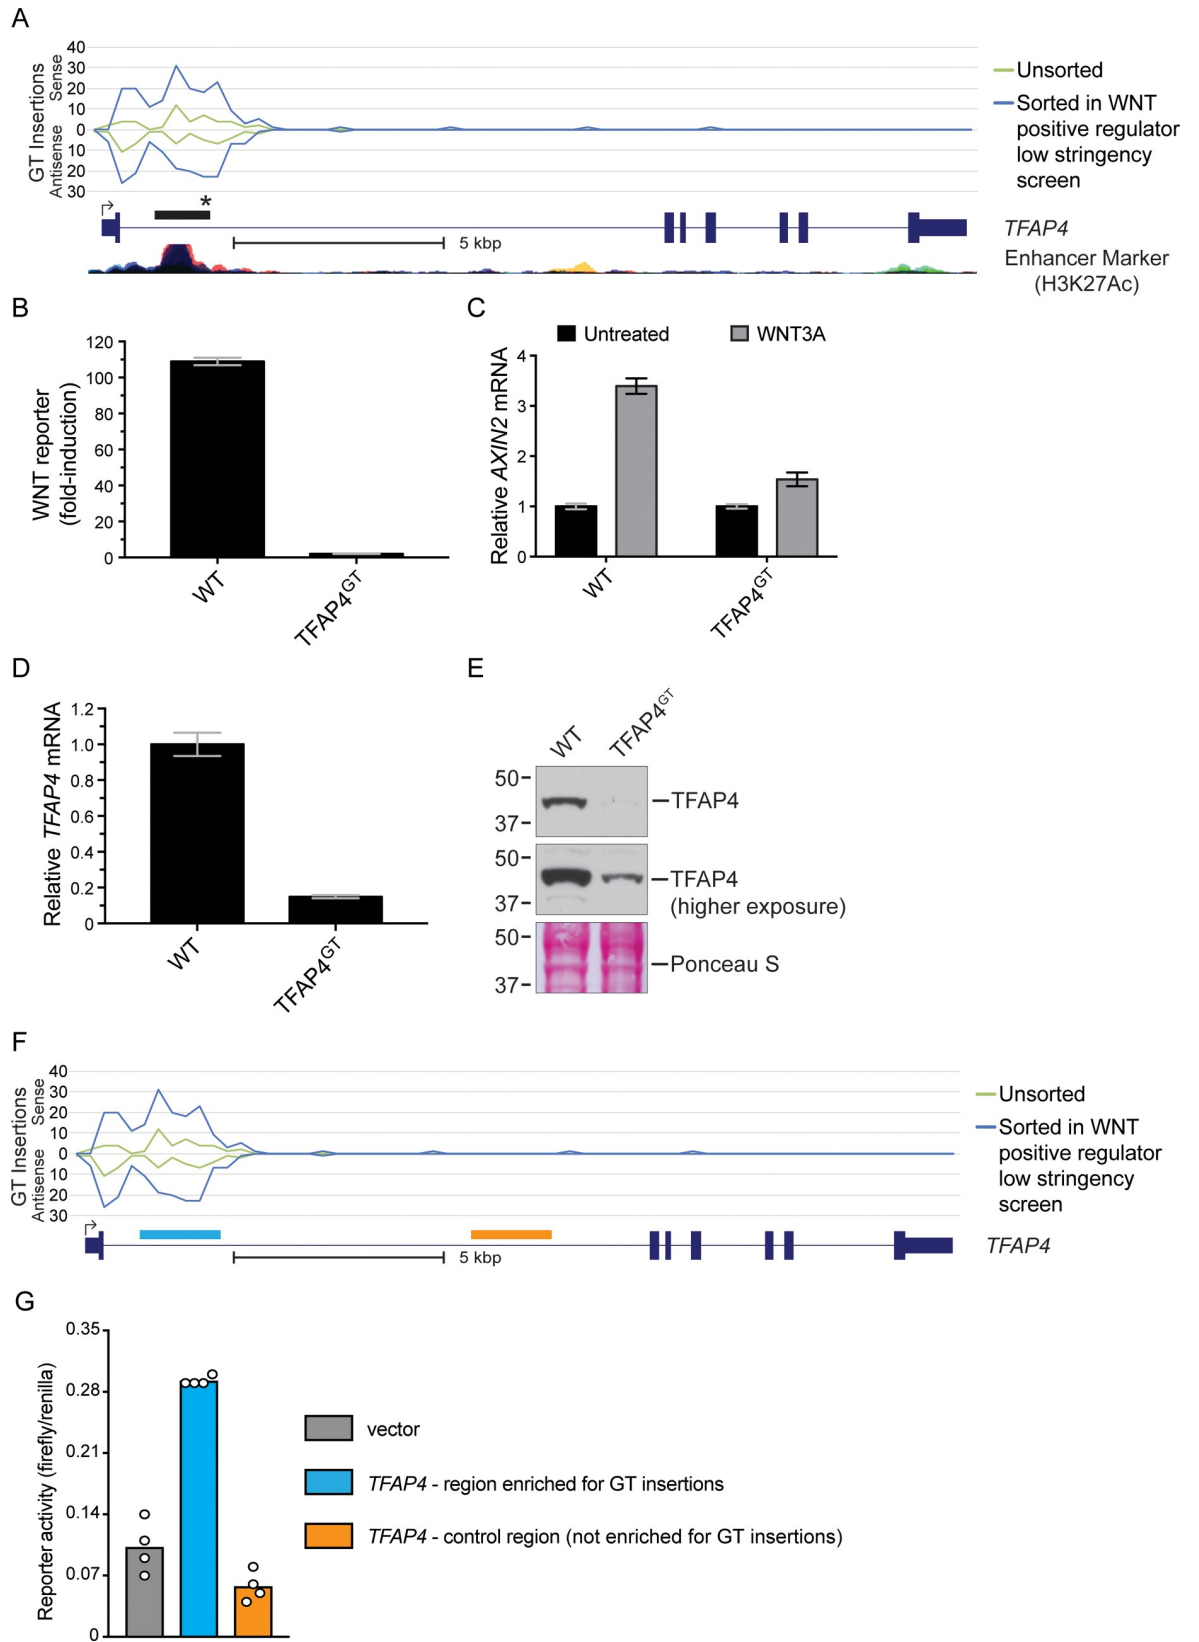 A
40
30
20
10
0
10
20
30
GT Insertions
Sense
Antisense
Unsorted
Sorted in WNT
positive regulator
low stringency
screen
*
TFAP4
5 kbp
Enhancer Marker
(H3K27Ac)
B
WNT reporter
(fold-induction)
120
100
80
60
40
20
0
WT
TFAP4GT
C
Untreated
WNT3A
Relative AXIN2 mRNA
4
3
2
1
0
WT
TFAP4GT
D
Relative TFAP4 mRNA
1.2
1.0
0.8
0.6
0.4
0.2
0
WT
TFAP4GT
E
WT
TFAP4GT
50
37
TFAP4
50
37
TFAP4
(higher exposure)
50
37
Ponceau S
F
40
30
20
10
0
10
20
30
GT Insertions
Sense
Antisense
Unsorted
Sorted in WNT
positive regulator
low stringency
screen
TFAP4
5 kbp
G
Reporter activity (firefly/renilla)
0.35
0.28
0.21
0.14
0.07
0
vector
TFAP4 - region enriched for GT insertions
TFAP4 - control region (not enriched for GT insertions)